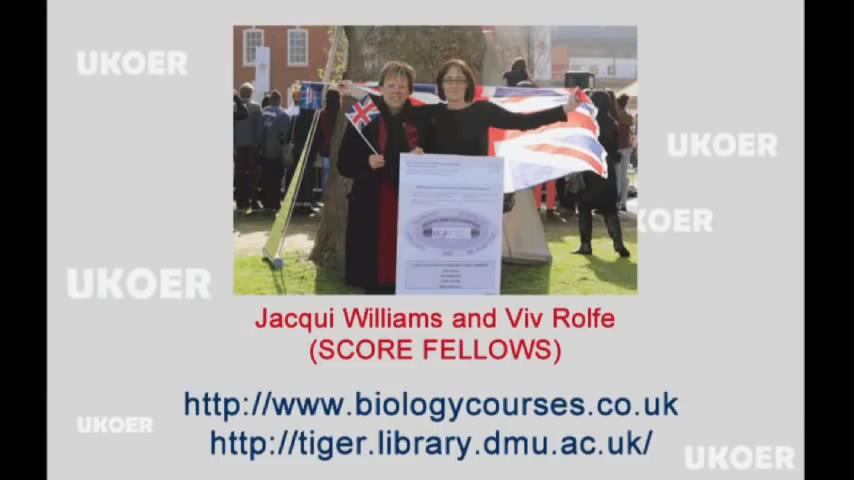 UKOER
UKOER
UKOER
UKOER
Jacqui Williams and Viv Rolfe
(SCORE FELLOWS)
http://www.biologycourses.co.uk
UKOER
http://tiger.library.dmu.ac.uk/
UKOER